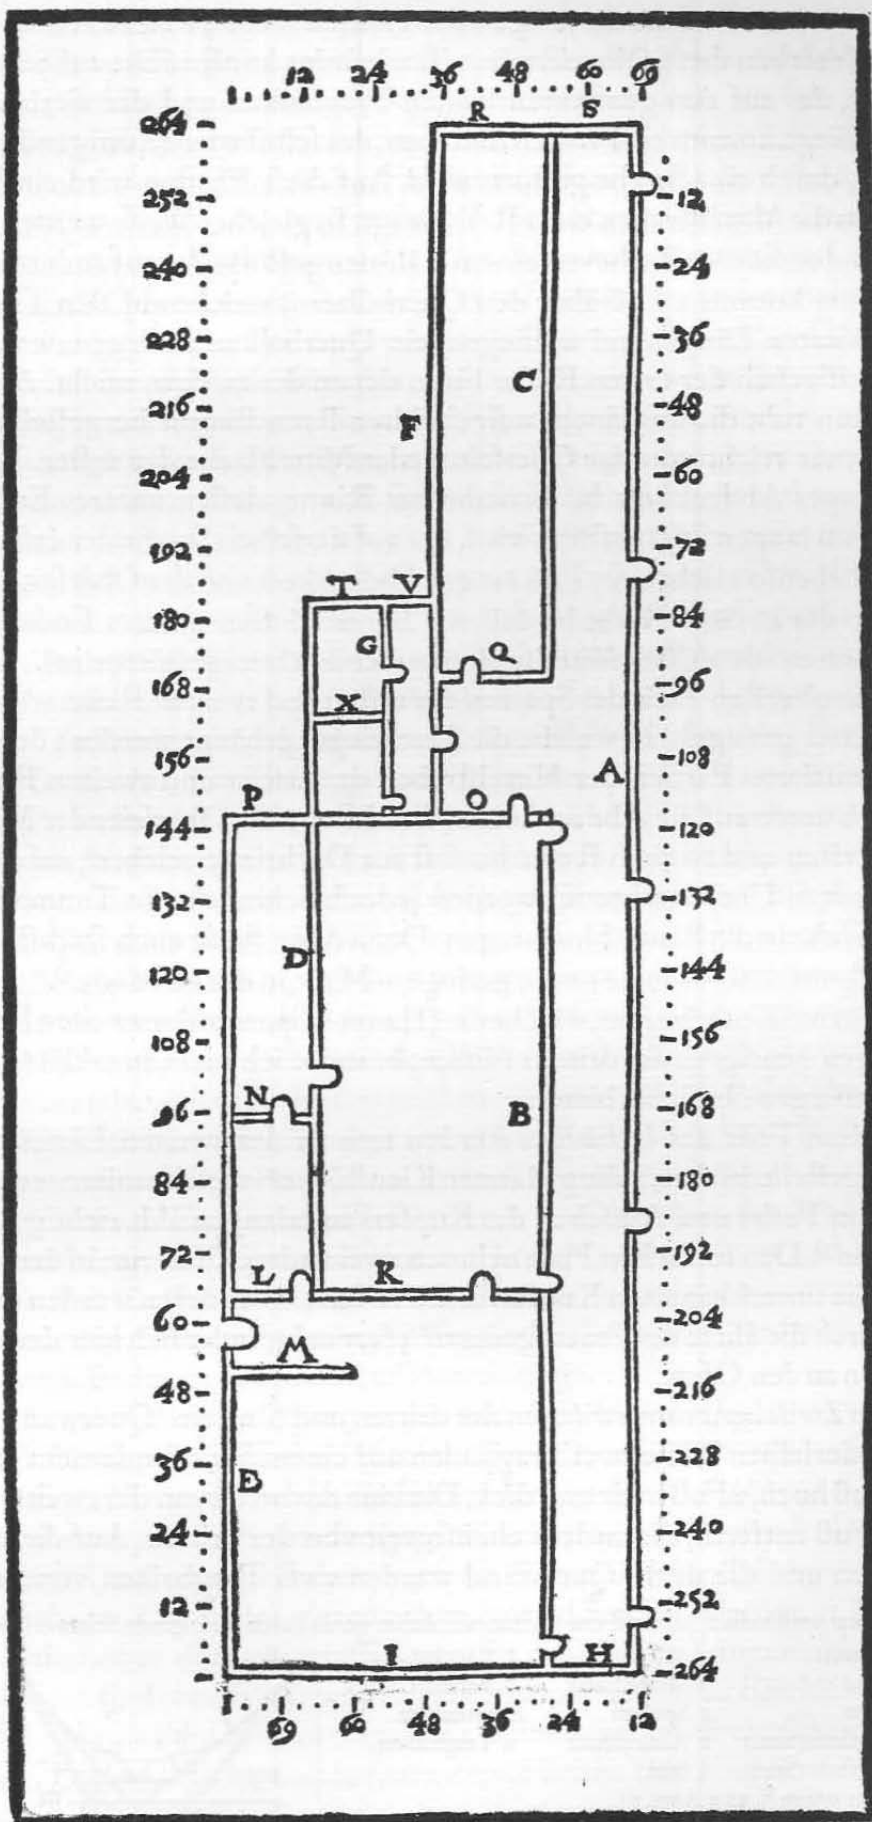 12 24 36 48 60 69
R S
264
252 12
240 24
228 36
C
216 48
F
204 60
192 72
T V
180 84
G Q
168 96
X
156 108
A
P O
144 120
132 132
D
120 144
108 156
N
96 168
B
84 180
72 192
L K
60 204
M
48 216
36 228
E
24 240
12 252
I H
264
69 60 48 36 24 12